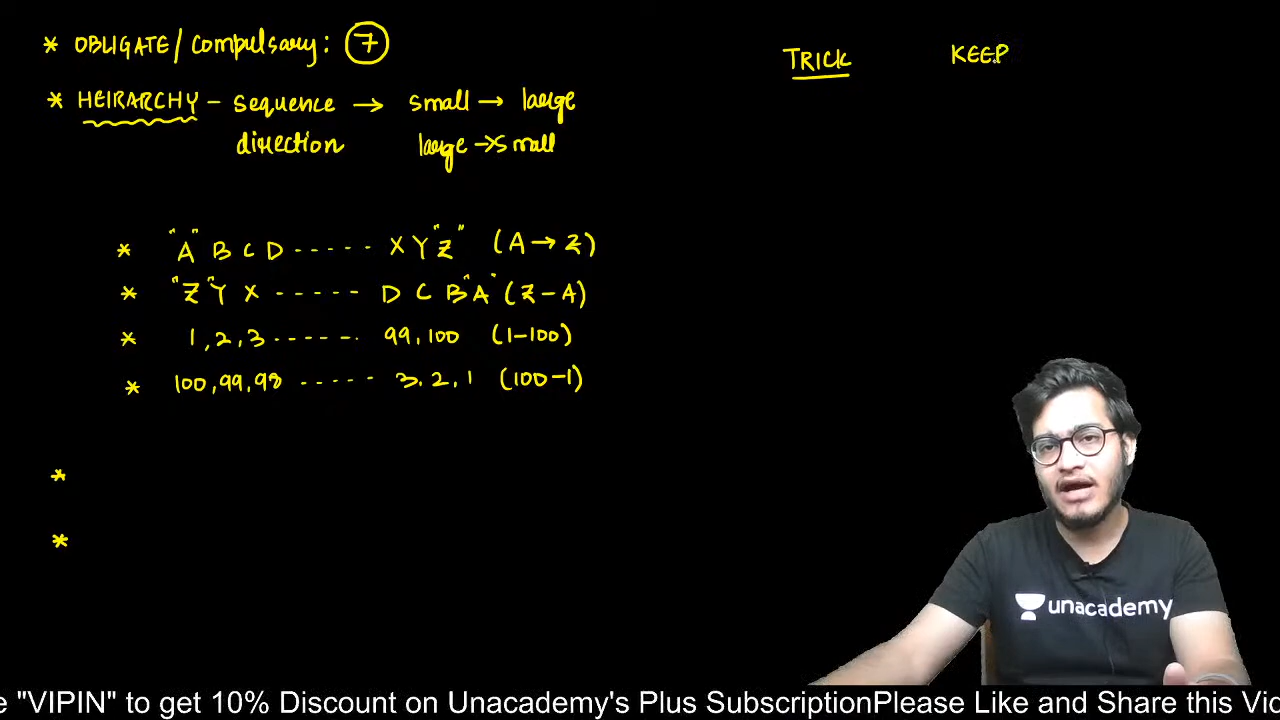 * OBLIGATE/Compulsary: 7
* HEIRARCHY - sequence → small → large
direction large → small
* "A" B C D ------ X Y "Z" (A → Z)
* "Z" Y X ------ D C B "A" (Z - A)
* 1, 2, 3 ------ 99, 100 (1-100)
* 100, 99, 98 ------ 3, 2, 1 (100-1)
*
*
TRICK KEEP
unacademy
e "VIPIN" to get 10% Discount on Unacademy's Plus SubscriptionPlease Like and Share this Vic